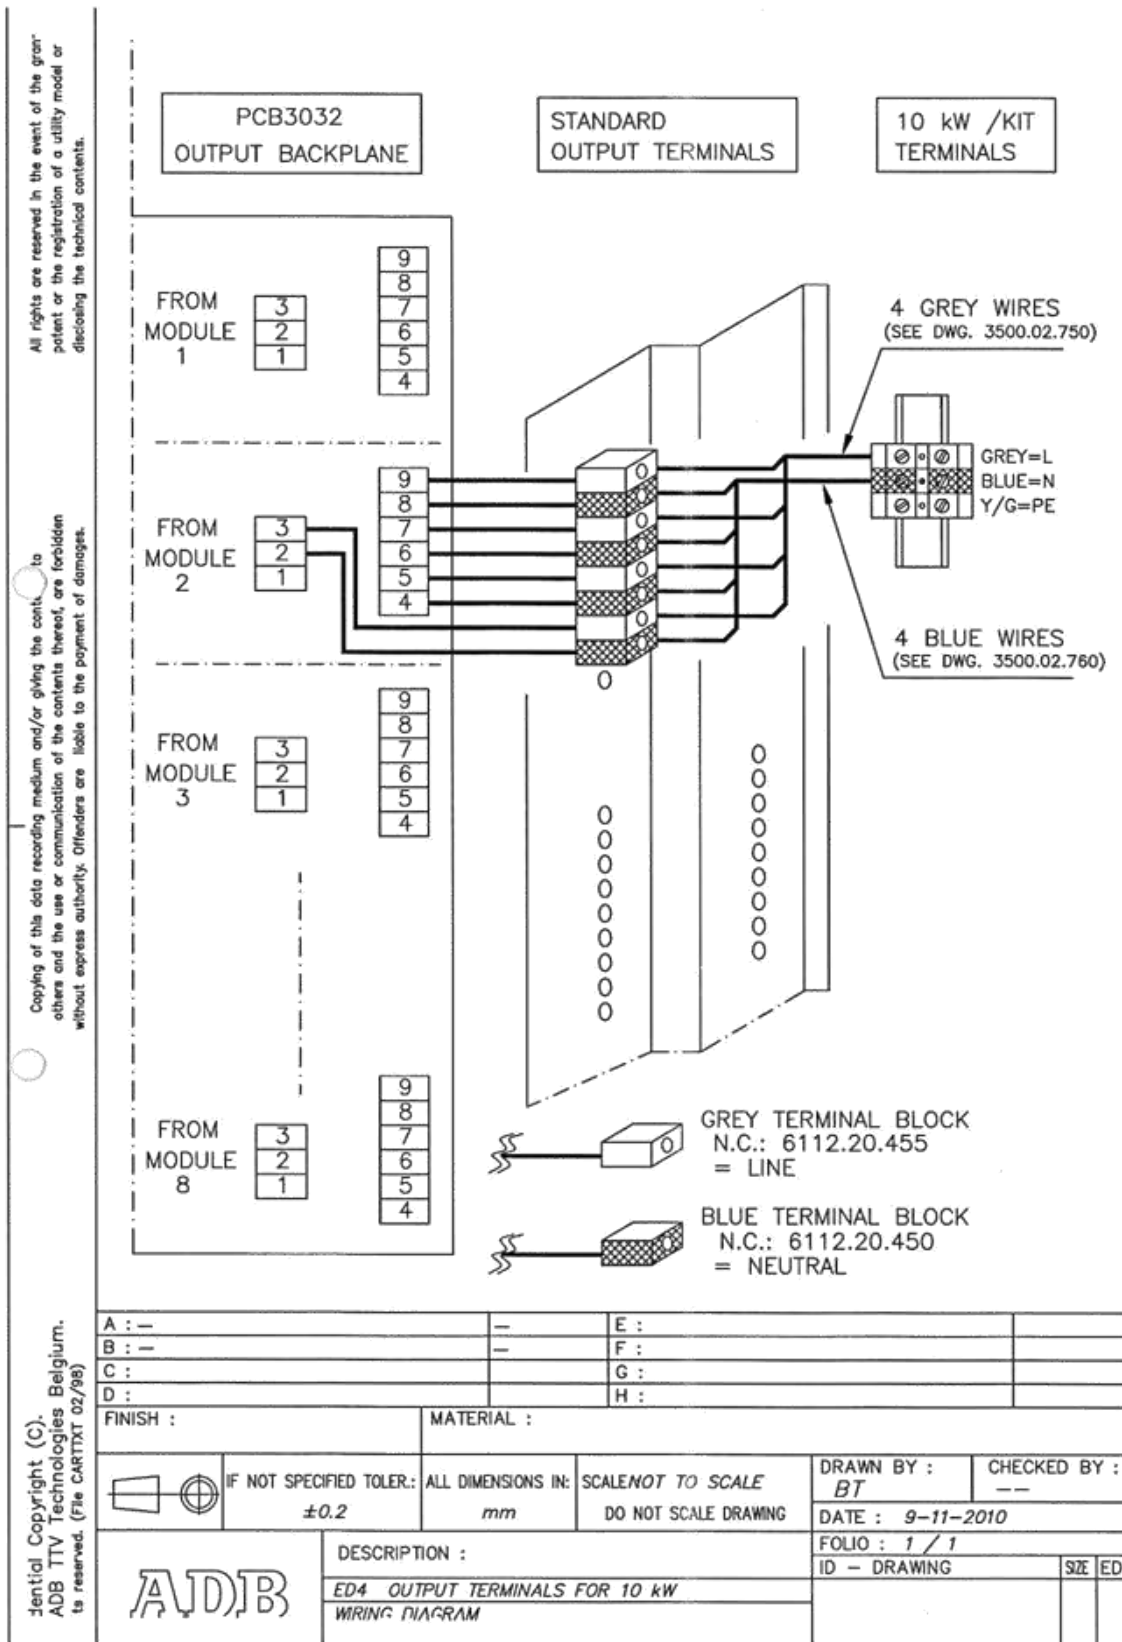 All rights are reserved in the event of the gran
patent or the registration of a utility model or
disclosing the technical contents.
Copying of this data recording medium and/or giving the conte to
others and the use or communication of the contents thereof, are forbidden
without express authority. Offenders are liable to the payment of damages.
dential Copyright (C).
ADB TTV Technologies Belgium.
ts reserved. (File CARTTXT 02/98)
PCB3032
OUTPUT BACKPLANE
STANDARD
OUTPUT TERMINALS
10 kW /KIT
TERMINALS
FROM
MODULE
1
3
2
1
9
8
7
6
5
4
4 GREY WIRES
(SEE DWG. 3500.02.750)
GREY=L
BLUE=N
Y/G=PE
FROM
MODULE
2
3
2
1
9
8
7
6
5
4
4 BLUE WIRES
(SEE DWG. 3500.02.760)
FROM
MODULE
3
3
2
1
9
8
7
6
5
4
FROM
MODULE
8
3
2
1
9
8
7
6
5
4
GREY TERMINAL BLOCK
N.C.: 6112.20.455
= LINE
BLUE TERMINAL BLOCK
N.C.: 6112.20.450
= NEUTRAL
A : – –
B : – –
C :
D :
E :
F :
G :
H :
FINISH :
MATERIAL :
IF NOT SPECIFIED TOLER.:
±0.2
ALL DIMENSIONS IN:
mm
SCALE NOT TO SCALE
DO NOT SCALE DRAWING
DRAWN BY :
BT
CHECKED BY :
--
DATE : 9-11-2010
FOLIO : 1 / 1
ID – DRAWING
SIZE
ED
ADB
DESCRIPTION :
ED4 OUTPUT TERMINALS FOR 10 kW
WIRING DIAGRAM